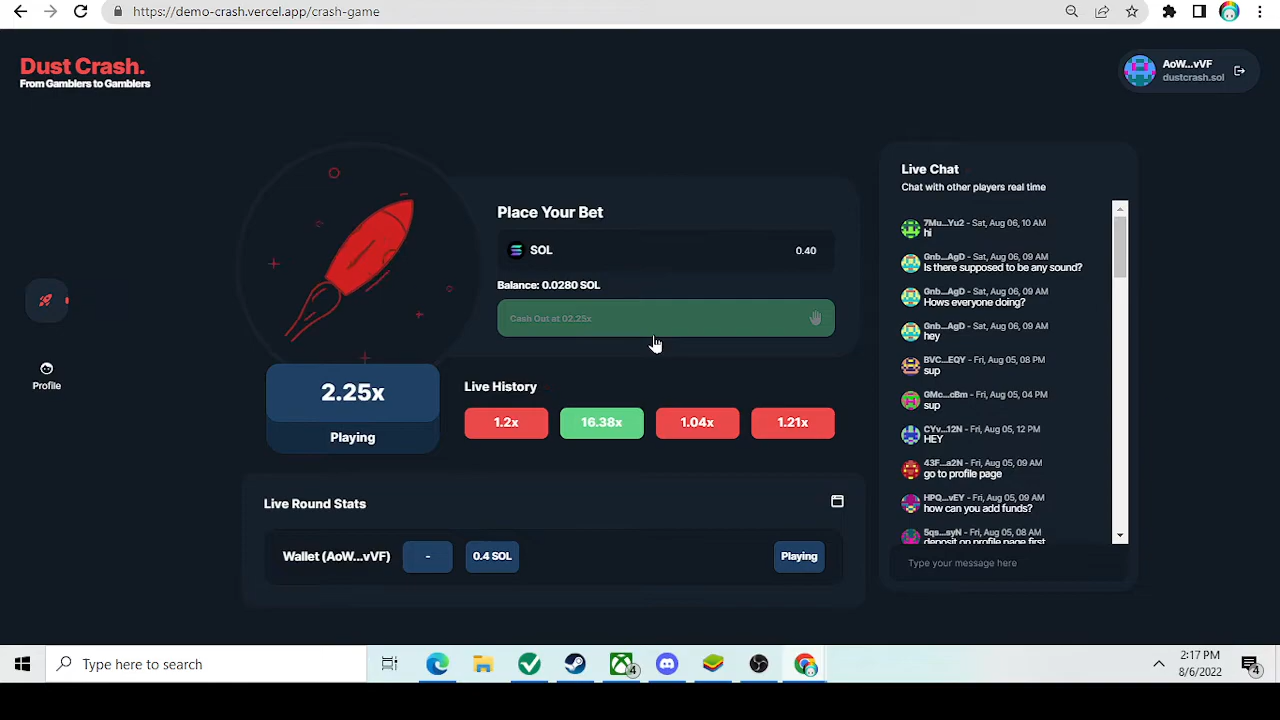 https://demo-crash.vercel.app/crash-game
Dust Crash.
From Gamblers to Gamblers
AoW...vVF
dustcrash.sol
Profile
Place Your Bet
SOL 0.40
Balance: 0.0280 SOL
Cash Out at 02.25x
2.25x
Playing
Live History
1.2x 16.38x 1.04x 1.21x
Live Round Stats
Wallet (AoW...vVF) - 0.4 SOL Playing
Live Chat
Chat with other players real time
7Mu...Yu2 - Sat, Aug 06, 10 AM
hi
Gnb...AgD - Sat, Aug 06, 09 AM
Is there supposed to be any sound?
Gnb...AgD - Sat, Aug 06, 09 AM
Hows everyone doing?
Gnb...AgD - Sat, Aug 06, 09 AM
hey
BVC...EQY - Fri, Aug 05, 08 PM
sup
GMc...cBm - Fri, Aug 05, 04 PM
sup
CYv...12N - Fri, Aug 05, 12 PM
HEY
43F...a2N - Fri, Aug 05, 09 AM
go to profile page
HPQ...vEY - Fri, Aug 05, 09 AM
how can you add funds?
5qs...syN - Fri, Aug 05, 08 AM
deposit on profile page first
Type your message here
Type here to search
4
2:17 PM
8/6/2022
4